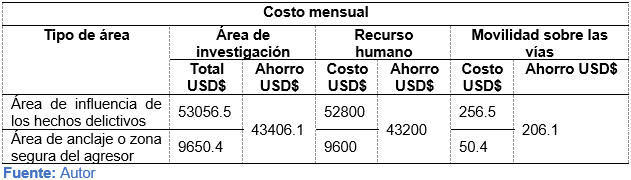 Costo mensual
Tipo de área Área de investigación Recurso humano Movilidad sobre las vías
Total USD$ Ahorro USD$ Costo USD$ Ahorro USD$ Costo USD$ Ahorro USD$
Área de influencia de los hechos delictivos 53056.5 43406.1 52800 43200 256.5 206.1
Área de anclaje o zona segura del agresor 9650.4 9600 50.4
Fuente: Autor